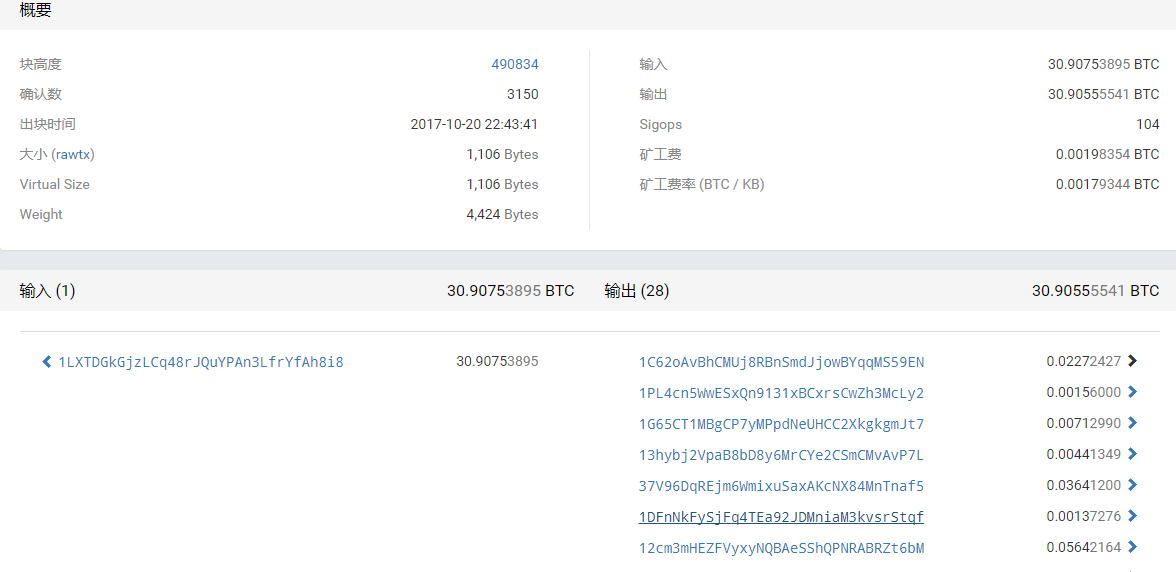 概要
块高度 490834
确认数 3150
出块时间 2017-10-20 22:43:41
大小 (rawtx) 1,106 Bytes
Virtual Size 1,106 Bytes
Weight 4,424 Bytes
输入 30.90753895 BTC
输出 30.90555541 BTC
Sigops 104
矿工费 0.00198354 BTC
矿工费率 (BTC / KB) 0.00179344 BTC
输入 (1) 30.90753895 BTC
输出 (28) 30.90555541 BTC
1LXTDGkGjzLCq48rJQuYPAn3LfrYfAh8i8 30.90753895
1C62oAvBhCMUj8RBnSmdJjowBYqqMS59EN 0.02272427
1PL4cn5WwESxQn9131xBCxrsCwZh3McLy2 0.00156000
1G65CT1MBgCP7yMPpdNeUHCC2XkgkgmJt7 0.00712990
13hybj2VpaB8bD8y6MrCYe2CSmCMvAvP7L 0.00441349
37V96DqREjm6WmixuSaxAKcNX84MnTnaf5 0.03641200
1DFnNkFySjFq4TEa92JDMniaM3kvsrStqf 0.00137276
12cm3mHEZFVyxyNQBAeSShQPNRABRZt6bM 0.05642164